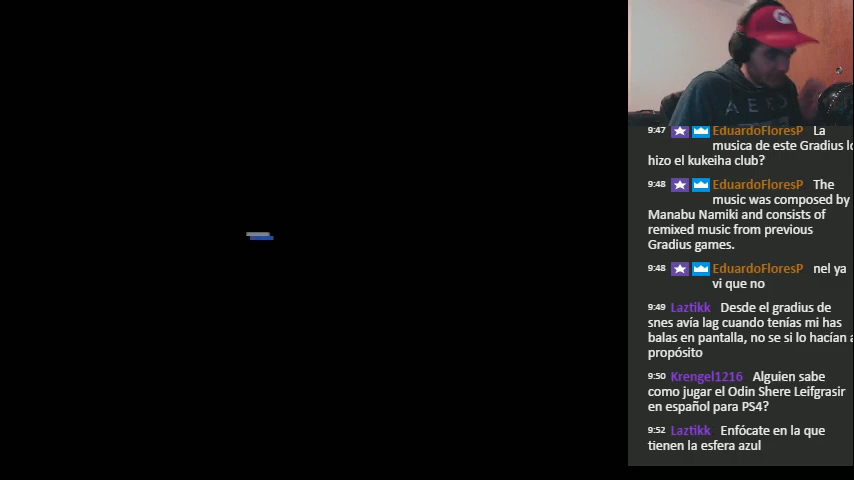 AEE
9:47 EduardoFloresP La
musica de este Gradius lo
hizo el kukeiha club?
9:48 EduardoFloresP The
music was composed by
Manabu Namiki and consists of
remixed music from previous
Gradius games.
9:48 EduardoFloresP nel ya
vi que no
9:49 Laztikk Desde el gradius de
snes avía lag cuando tenías mi has
balas en pantalla, no se si lo hacían a
propósito
9:50 Krengel1216 Alguien sabe
como jugar el Odin Shere Leifgrasir
en español para PS4?
9:52 Laztikk Enfócate en la que
tienen la esfera azul